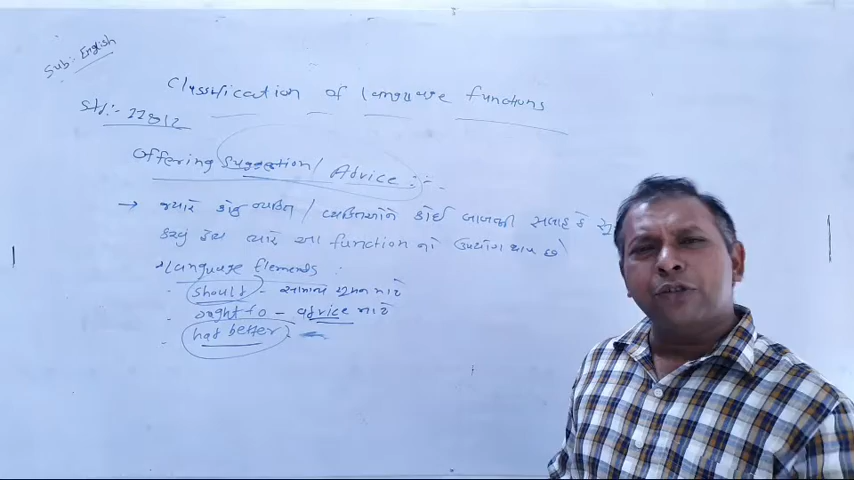 Sub:- English
Classification of language functions
Std:- 11&12
Offering Suggestion/ Advice :-
→ જ્યારે કોઈ વ્યક્તિ / વ્યક્તિઓને કોઈ બાબતની સલાહ કે
હોય ત્યારે આ function નો ઉપયોગ થાય છે
Language Elements
should - સામાન્ય સૂચન માટે
ought to - advice માટે
had better -